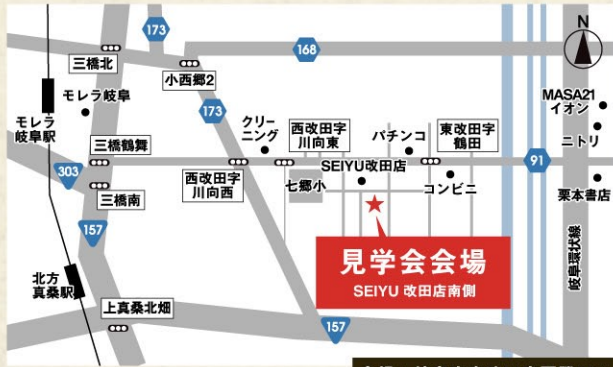 173
168
N
三橋北
小西郷2
モレラ岐阜
モレラ
岐阜駅
173
クリー
ニング
西改田字
川向東
パチンコ
東改田字
鶴田
MASA21
イオン
ニトリ
三橋鶴舞
SEIYU改田店
91
303
西改田字
川向西
七郷小
コンビニ
栗本書店
三橋南
157
見学会会場
SEIYU 改田店南側
岐阜環状線
北方
真桑駅
上真桑北畑
157